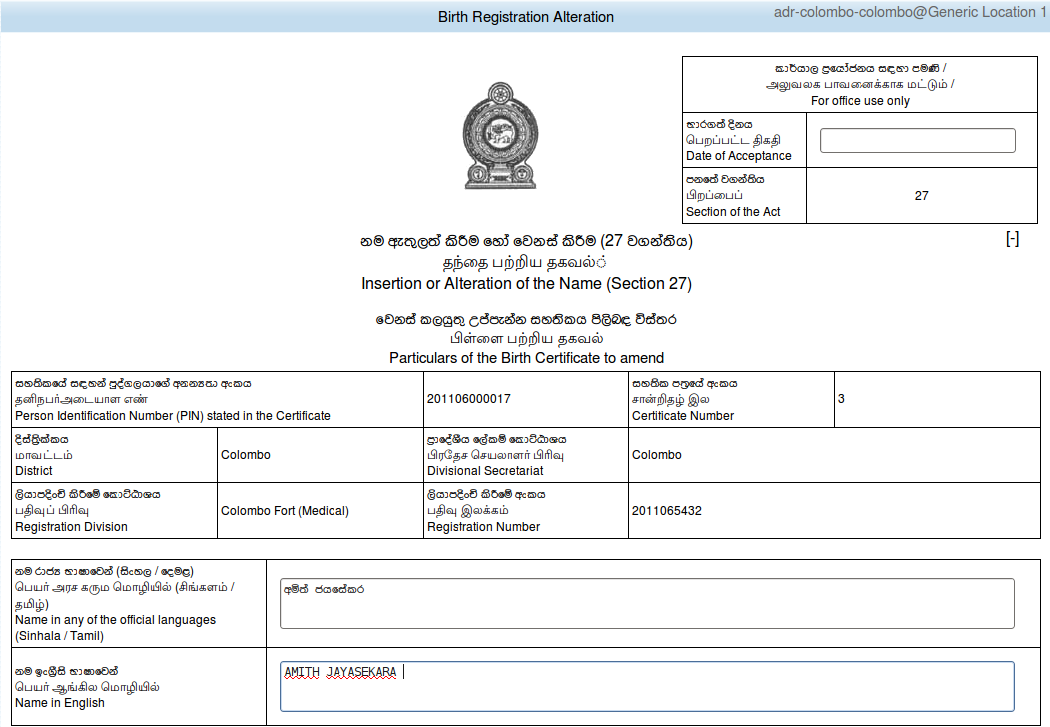 Birth Registration Alteration
adr-colombo-colombo@Generic Location 1
කාර්යාල ප්‍රයෝජනය සඳහා පමණි /
அலுவலக பாவனைக்காக மட்டும் /
For office use only
භාරගත් දිනය
பெறப்பட்ட திகதி
Date of Acceptance
පනතේ වගන්තිය
பிறப்பைப்
Section of the Act
27
නම ඇතුලත් කිරීම හෝ වෙනස් කිරීම (27 වගන්තිය)
[-]
தந்தை பற்றிய தகவல்்
Insertion or Alteration of the Name (Section 27)
වෙනස් කලයුතු උප්පැන්න සහතිකය පිලිබඳ විස්තර
பிள்ளை பற்றிய தகவல்
Particulars of the Birth Certificate to amend
සහතිකයේ සඳහන් පුද්ගලයාගේ අනන්‍යතා අංකය
தனிநபர்அடையாள எண்
Person Identification Number (PIN) stated in the Certificate
201106000017
සහතික පත්‍රයේ අංකය
சான்றிதழ் இல
Certificate Number
3
දිස්ත්‍රික්කය
மாவட்டம்
District
Colombo
ප්‍රාදේශීය ලේකම් කොට්ඨාශය
பிரதேச செயலாளர் பிரிவு
Divisional Secretariat
Colombo
ලියාපදිංචි කිරීමේ කොට්ඨාශය
பதிவுப் பிரிவு
Registration Division
Colombo Fort (Medical)
ලියාපදිංචි කිරීමේ අංකය
பதிவு இலக்கம்
Registration Number
2011065432
නම රාජ්‍ය භාෂාවෙන් (සිංහල / දෙමළ)
பெயர் அரச கரும மொழியில் (சிங்களம் /
தமிழ்)
Name in any of the official languages
(Sinhala / Tamil)
අමිත් ජයසේකර
නම ඉංග්‍රීසි භාෂාවෙන්
பெயர் ஆங்கில மொழியில்
Name in English
AMITH JAYASEKARA